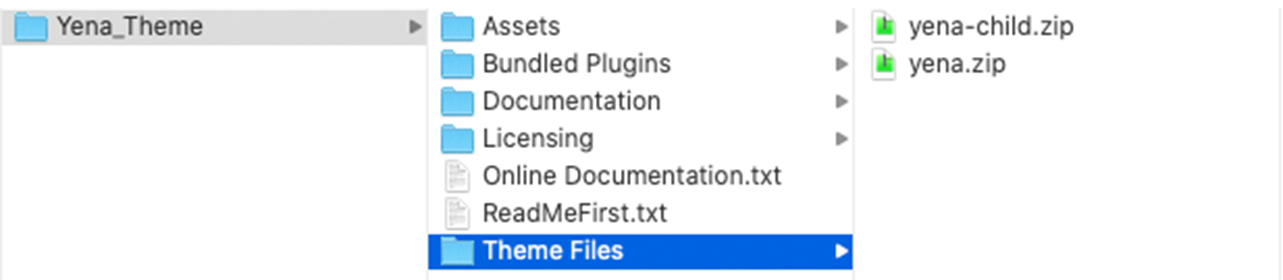 Yena_Theme
Assets
Bundled Plugins
Documentation
Licensing
Online Documentation.txt
ReadMeFirst.txt
Theme Files
yena-child.zip
yena.zip